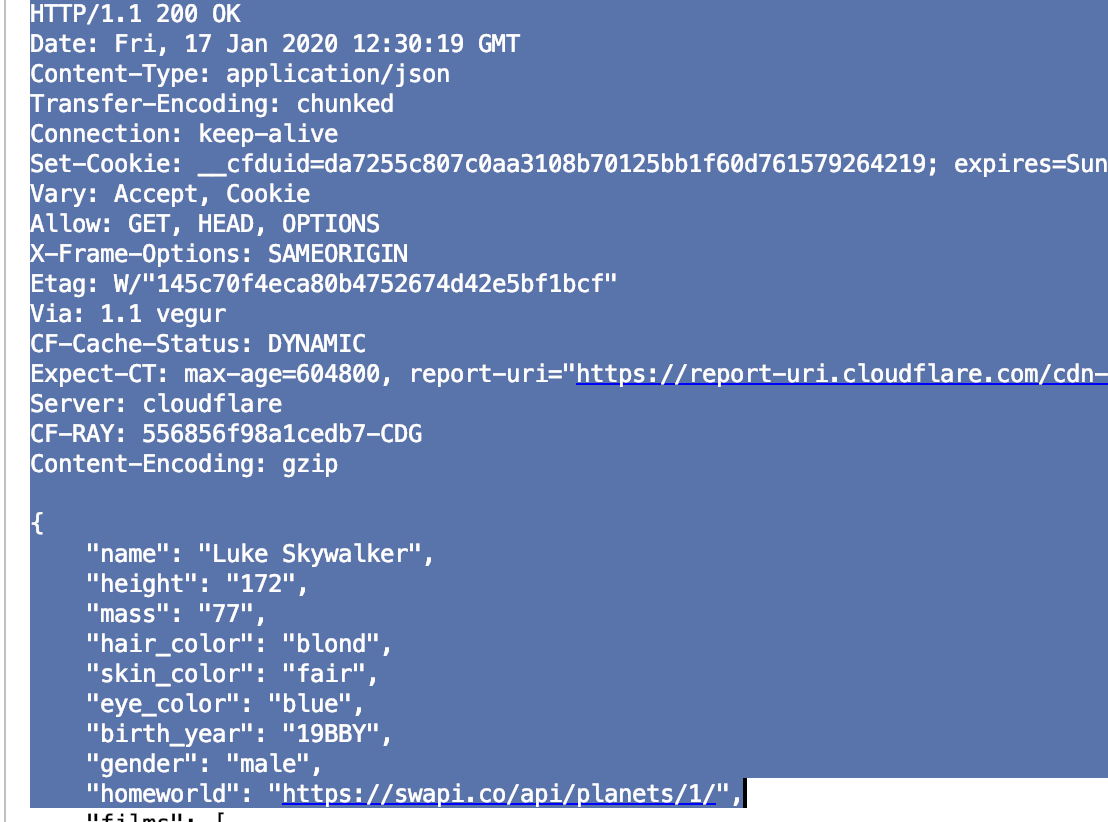 HTTP/1.1 200 OK
Date: Fri, 17 Jan 2020 12:30:19 GMT
Content-Type: application/json
Transfer-Encoding: chunked
Connection: keep-alive
Set-Cookie: __cfduid=da7255c807c0aa3108b70125bb1f60d761579264219; expires=Sun
Vary: Accept, Cookie
Allow: GET, HEAD, OPTIONS
X-Frame-Options: SAMEORIGIN
Etag: W/"145c70f4eca80b4752674d42e5bf1bcf"
Via: 1.1 vegur
CF-Cache-Status: DYNAMIC
Expect-CT: max-age=604800, report-uri="https://report-uri.cloudflare.com/cdn-
Server: cloudflare
CF-RAY: 556856f98a1cedb7-CDG
Content-Encoding: gzip
{
    "name": "Luke Skywalker",
    "height": "172",
    "mass": "77",
    "hair_color": "blond",
    "skin_color": "fair",
    "eye_color": "blue",
    "birth_year": "19BBY",
    "gender": "male",
    "homeworld": "https://swapi.co/api/planets/1/",
    "films": [